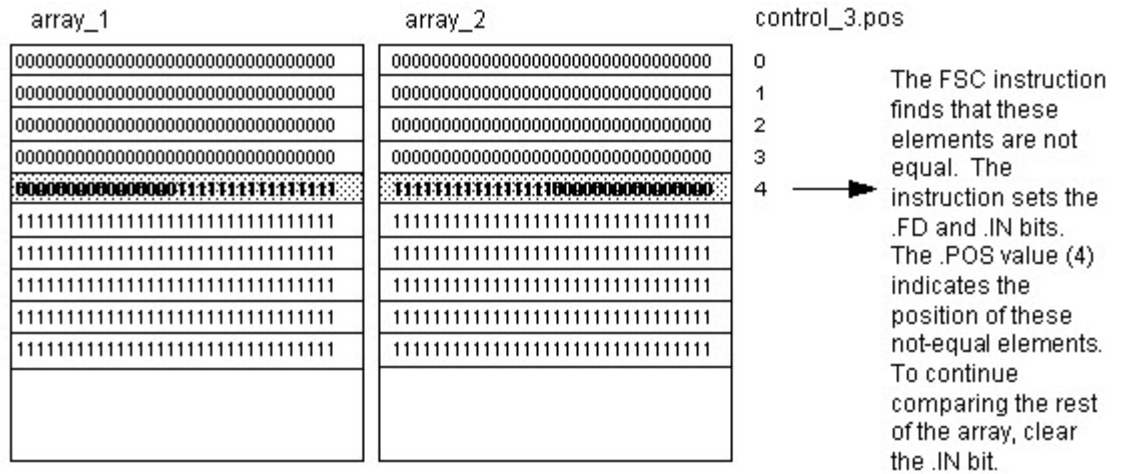 array_1 array_2 control_3.pos
00000000000000000000000000000000 00000000000000000000000000000000 0
00000000000000000000000000000000 00000000000000000000000000000000 1
00000000000000000000000000000000 00000000000000000000000000000000 2
00000000000000000000000000000000 00000000000000000000000000000000 3
00000000000000001111111111111111 11111111111111110000000000000000 4
11111111111111111111111111111111 11111111111111111111111111111111
11111111111111111111111111111111 11111111111111111111111111111111
11111111111111111111111111111111 11111111111111111111111111111111
11111111111111111111111111111111 11111111111111111111111111111111
11111111111111111111111111111111 11111111111111111111111111111111
The FSC instruction
finds that these
elements are not
equal. The
instruction sets the
.FD and .IN bits.
The .POS value (4)
indicates the
position of these
not-equal elements.
To continue
comparing the rest
of the array, clear
the .IN bit.